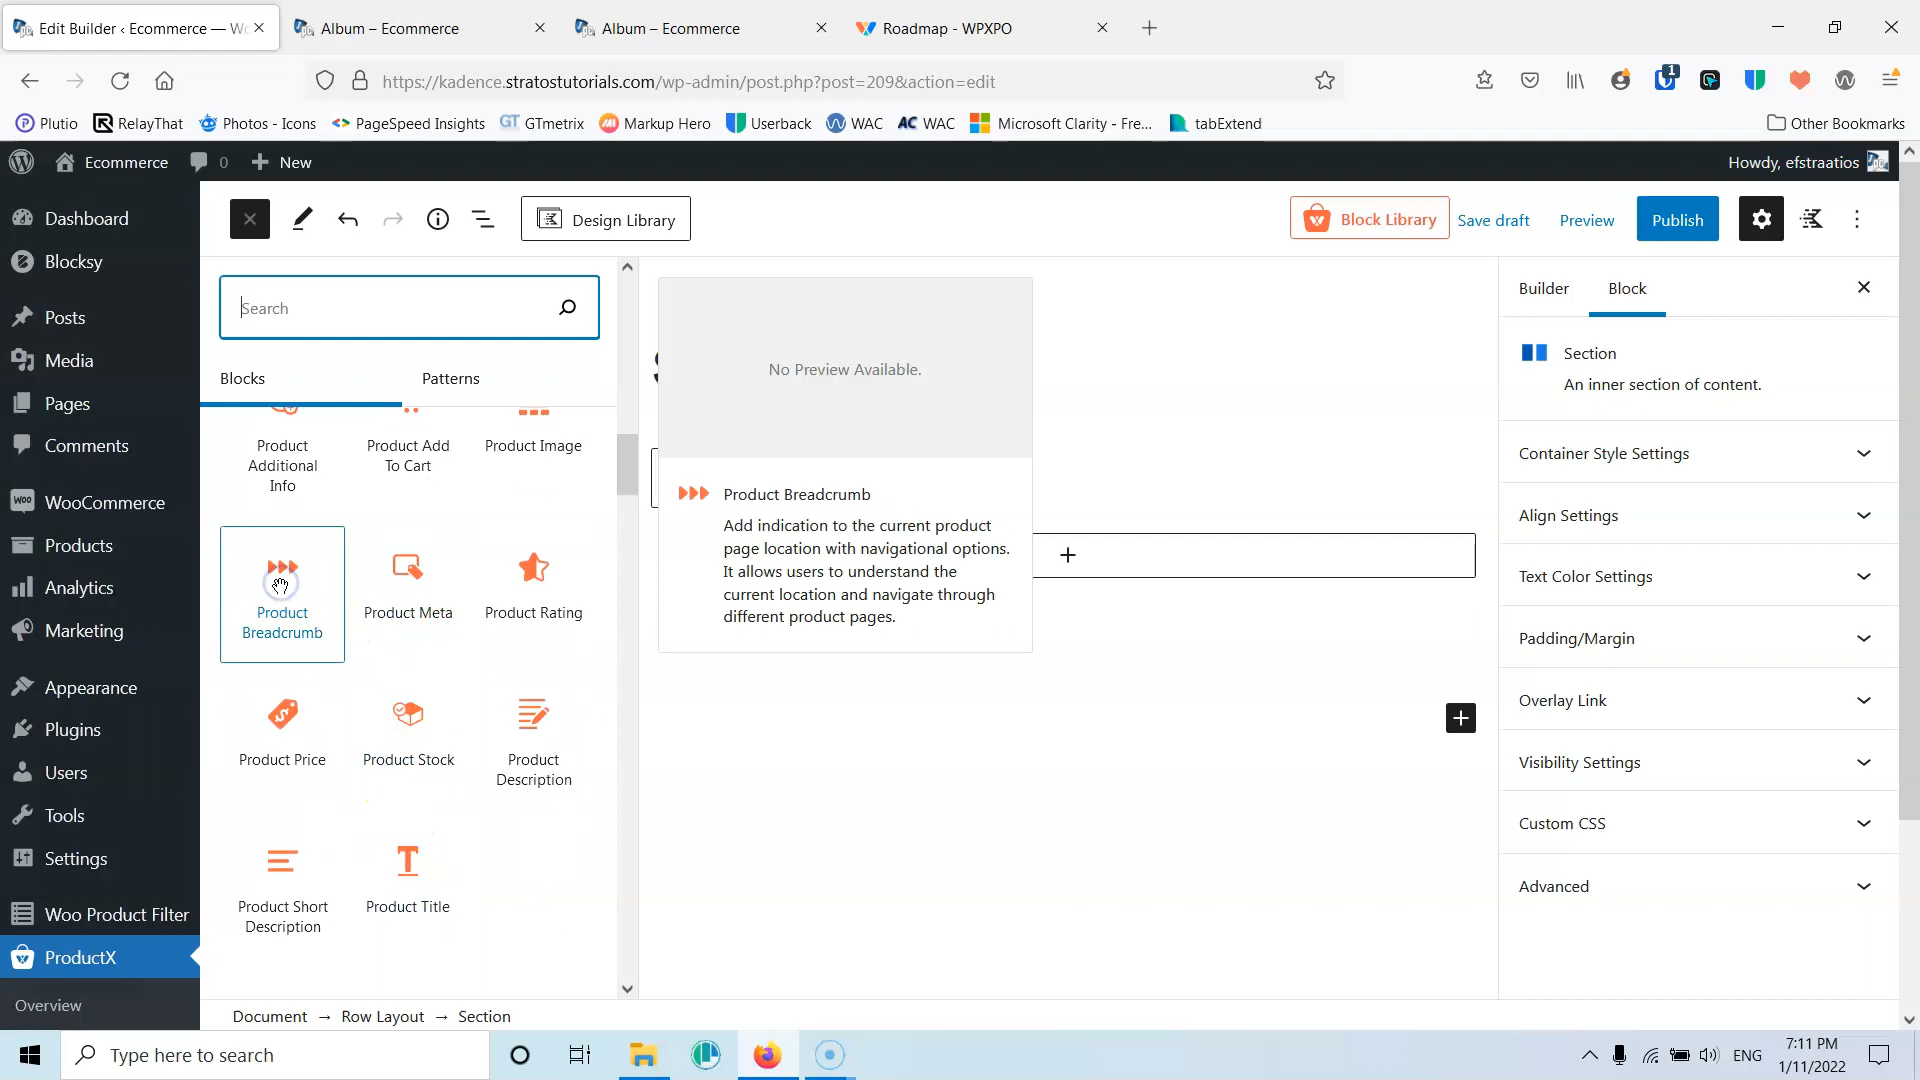 Edit Builder ‹ Ecommerce — Wo
Album – Ecommerce
Album – Ecommerce
Roadmap - WPXPO
https://kadence.stratostutorials.com/wp-admin/post.php?post=209&action=edit
1
Plutio
RelayThat
Photos - Icons
PageSpeed Insights
GT GTmetrix
Markup Hero
Userback
WAC
AC WAC
Microsoft Clarity - Fre...
tabExtend
Other Bookmarks
Ecommerce
0
New
Howdy, efstraatios
Dashboard
Blocksy
Posts
Media
Pages
Comments
WooCommerce
Products
Analytics
Marketing
Appearance
Plugins
Users
Tools
Settings
Woo Product Filter
ProductX
Overview
Design Library
Block Library
Save draft
Preview
Publish
Search
Blocks
Patterns
Product
Additional
Info
Product Add
To Cart
Product Image
Product
Breadcrumb
Product Meta
Product Rating
Product Price
Product Stock
Product
Description
Product Short
Description
Product Title
No Preview Available.
Product Breadcrumb
Add indication to the current product
page location with navigational options.
It allows users to understand the
current location and navigate through
different product pages.
Builder
Block
Section
An inner section of content.
Container Style Settings
Align Settings
Text Color Settings
Padding/Margin
Overlay Link
Visibility Settings
Custom CSS
Advanced
Document → Row Layout → Section
Type here to search
ENG
7:11 PM
1/11/2022